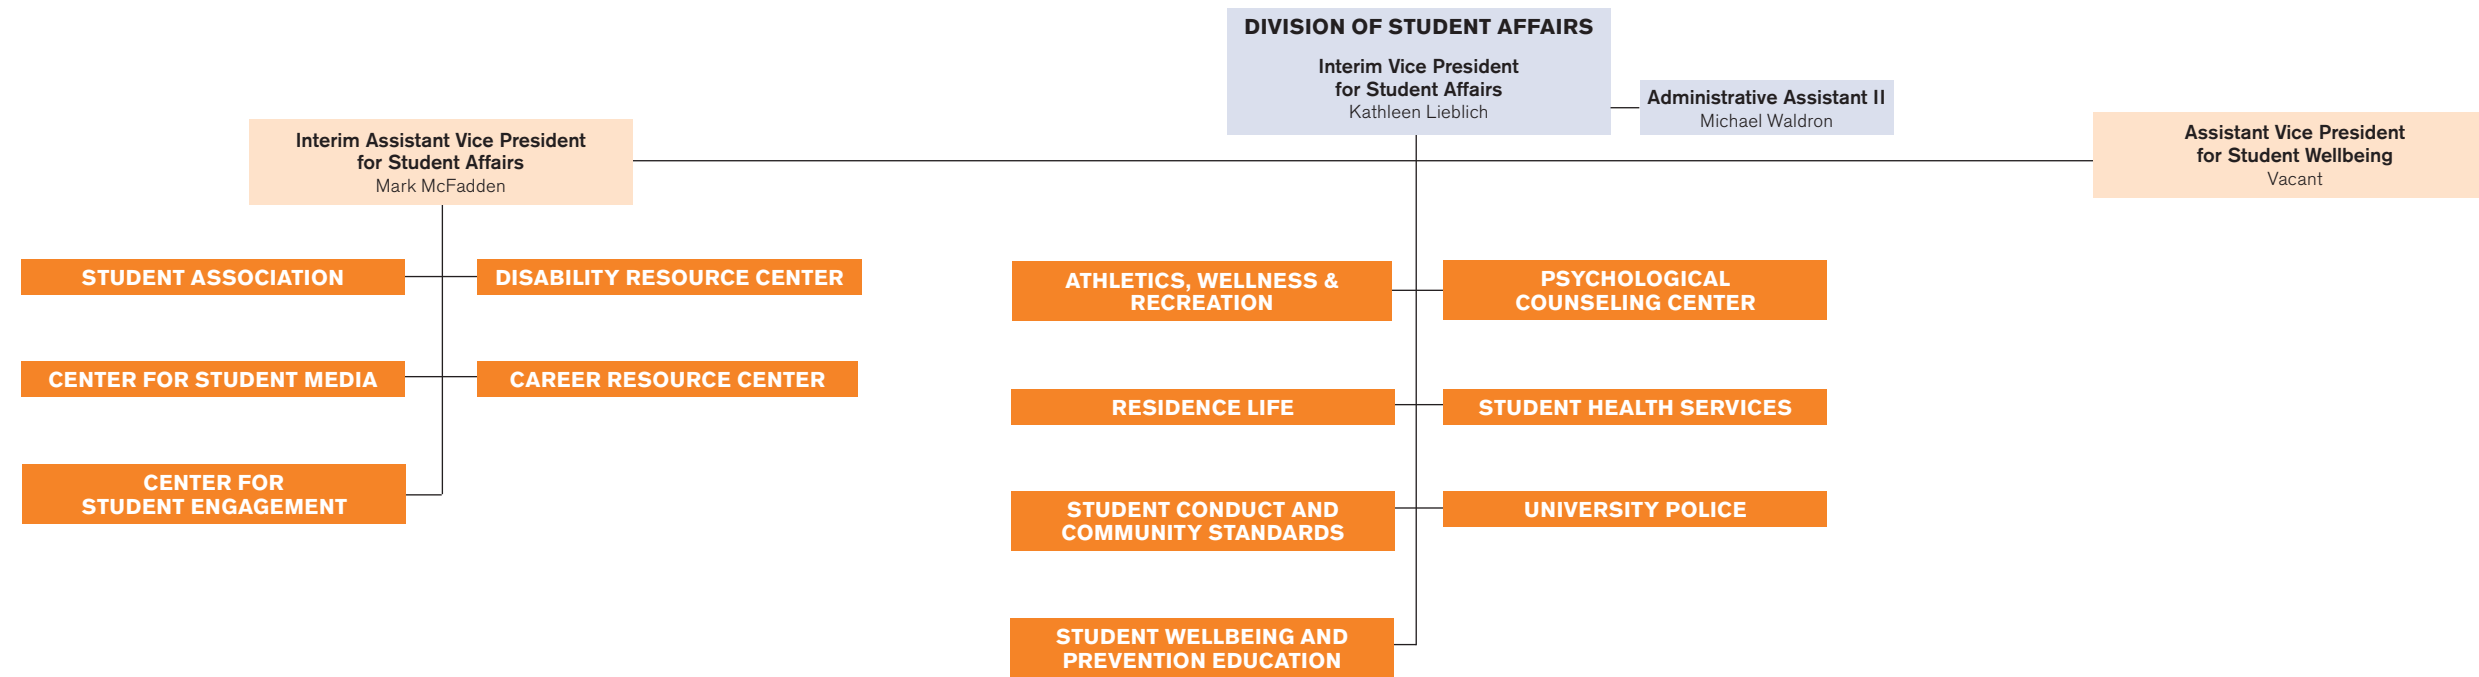 DIVISION OF STUDENT AFFAIRS
Interim Vice President
for Student Affairs
Kathleen Lieblich
Administrative Assistant II
Michael Waldron
Interim Assistant Vice President
for Student Affairs
Mark McFadden
Assistant Vice President
for Student Wellbeing
Vacant
STUDENT ASSOCIATION
DISABILITY RESOURCE CENTER
CENTER FOR STUDENT MEDIA
CAREER RESOURCE CENTER
CENTER FOR
STUDENT ENGAGEMENT
ATHLETICS, WELLNESS &
RECREATION
PSYCHOLOGICAL
COUNSELING CENTER
RESIDENCE LIFE
STUDENT HEALTH SERVICES
STUDENT CONDUCT AND
COMMUNITY STANDARDS
UNIVERSITY POLICE
STUDENT WELLBEING AND
PREVENTION EDUCATION